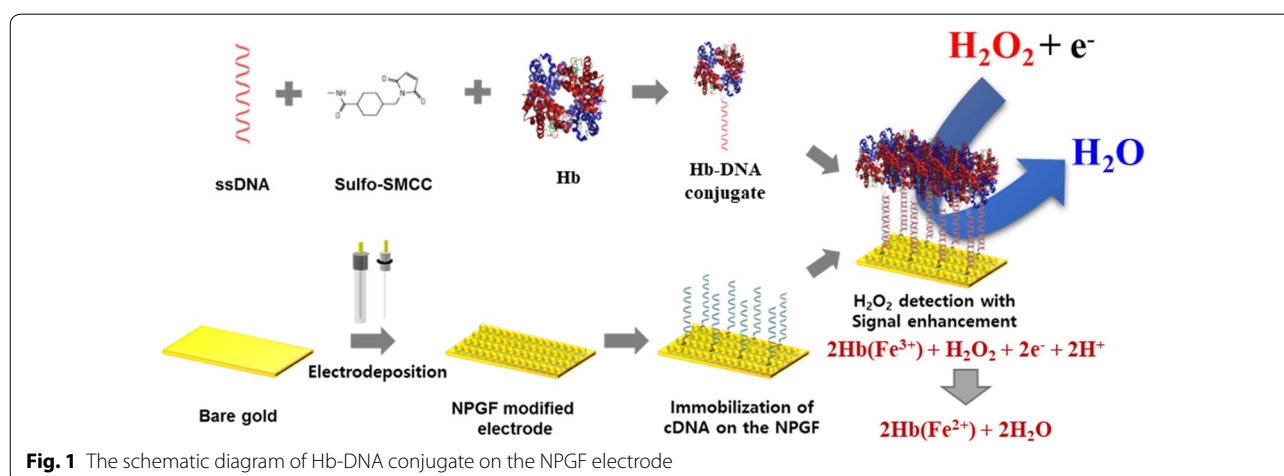 H₂O₂ + e⁻
H₂O
NH
O
O
N
O
ssDNA
Sulfo-SMCC
Hb
Hb-DNA
conjugate
Electrodeposition
Bare gold
NPGF modified
electrode
Immobilization of
cDNA on the NPGF
H₂O₂ detection with
Signal enhancement
2Hb(Fe³⁺) + H₂O₂ + 2e⁻ + 2H⁺
2Hb(Fe²⁺) + 2H₂O
Fig. 1 The schematic diagram of Hb-DNA conjugate on the NPGF electrode